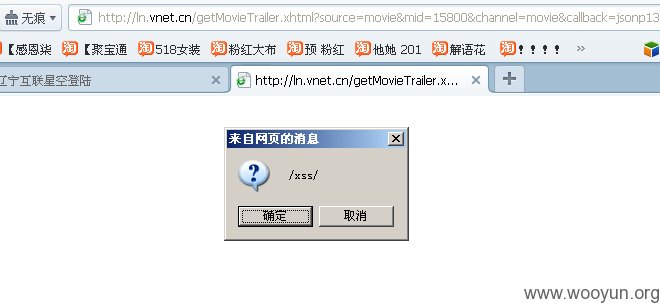 无痕 http://ln.vnet.cn/getMovieTrailer.xhtml?source=movie&mid=15800&channel=movie&callback=jsonp13
【感恩柒 淘 【聚宝通 淘 518女装 淘 粉红大布 淘 预 粉红 淘 他她 201 淘 解语花 淘 !!!! »
辽宁互联星空登陆 http://ln.vnet.cn/getMovieTrailer.x...
来自网页的消息
/xss/
确定 取消
www.wooyun.org